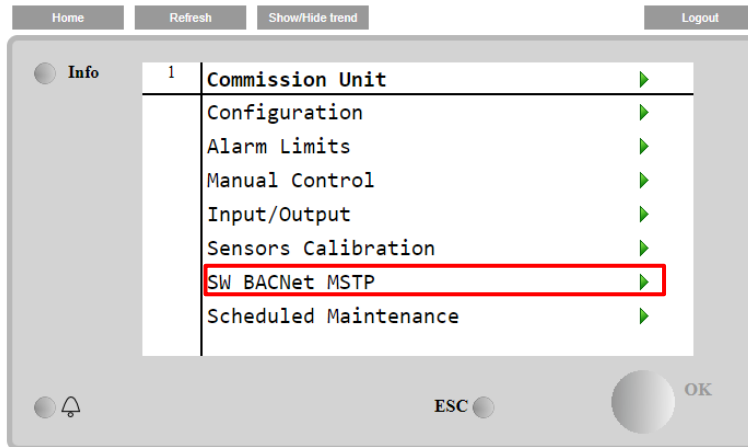 Home Refresh Show/Hide trend Logout
Info
1 Commission Unit
Configuration
Alarm Limits
Manual Control
Input/Output
Sensors Calibration
SW BACNet MSTP
Scheduled Maintenance
ESC OK